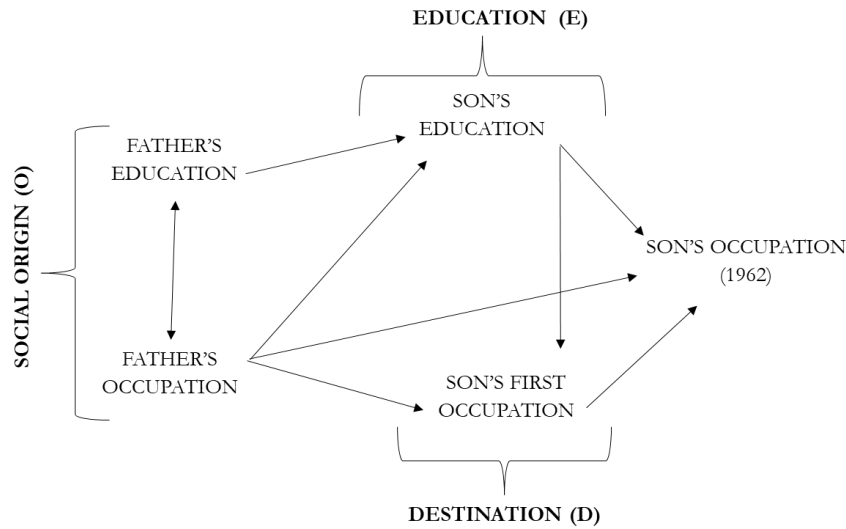 EDUCATION (E)
SON'S
EDUCATION
FATHER'S
EDUCATION
SOCIAL ORIGIN (O)
SON'S OCCUPATION
(1962)
FATHER'S
OCCUPATION
SON'S FIRST
OCCUPATION
DESTINATION (D)